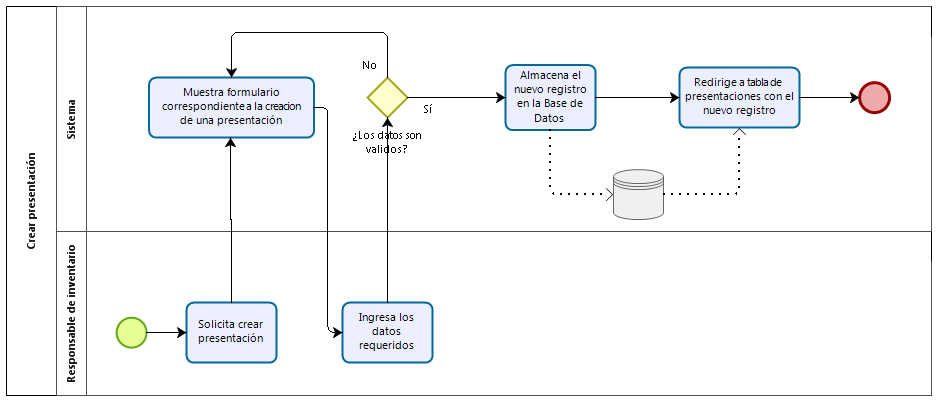 Crear presentación
Sistema
Muestra formulario
correspondiente a la creacion
de una presentación
No
Sí
¿Los datos son
validos?
Almacena el
nuevo registro
en la Base de
Datos
Redirige a tabla de
presentaciones con el
nuevo registro
Responsable de inventario
Solicita crear
presentación
Ingresa los
datos
requeridos